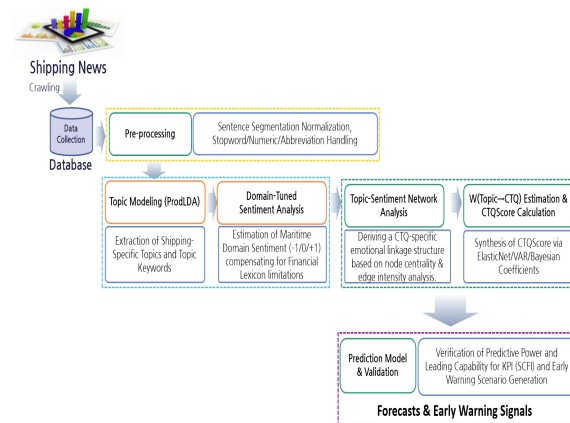 Shipping News
Crawling
Data
Collection
Database
Pre-processing
Sentence Segmentation Normalization,
Stopword/Numeric/Abbreviation Handling
Topic Modeling (ProdLDA)
Extraction of Shipping-
Specific Topics and Topic
Keywords
Domain-Tuned
Sentiment Analysis
Estimation of Maritime
Domain Sentiment (-1/0/+1)
compensating for Financial
Lexicon limitations
Topic-Sentiment Network
Analysis
Deriving a CTQ-specific
emotional linkage structure
based on node centrality &
edge intensity analysis.
W(Topic→CTQ) Estimation &
CTQScore Calculation
Synthesis of CTQScore via
ElasticNet/VAR/Bayesian
Coefficients
Prediction Model
& Validation
Verification of Predictive Power and
Leading Capability for KPI (SCFI) and Early
Warning Scenario Generation
Forecasts & Early Warning Signals